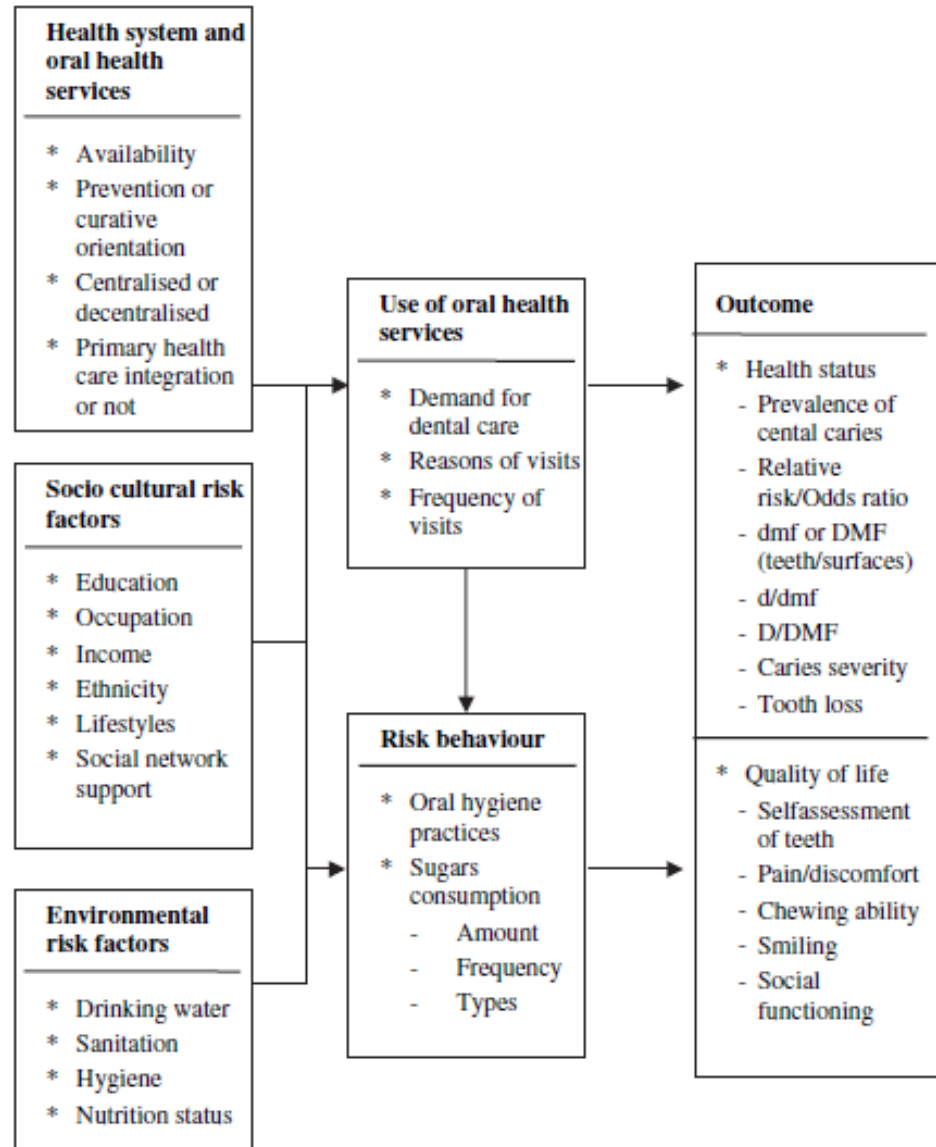 Health system and
oral health
services
* Availability
* Prevention or
curative
orientation
* Centralised or
decentralised
* Primary health
care integration
or not
Socio cultural risk
factors
* Education
* Occupation
* Income
* Ethnicity
* Lifestyles
* Social network
support
Environmental
risk factors
* Drinking water
* Sanitation
* Hygiene
* Nutrition status
Use of oral health
services
* Demand for
dental care
* Reasons of visits
* Frequency of
visits
Risk behaviour
* Oral hygiene
practices
* Sugars
consumption
- Amount
- Frequency
- Types
Outcome
* Health status
- Prevalence of
cental caries
- Relative
risk/Odds ratio
- dmf or DMF
(teeth/surfaces)
- d/dmf
- D/DMF
- Caries severity
- Tooth loss
* Quality of life
- Selfassessment
of teeth
- Pain/discomfort
- Chewing ability
- Smiling
- Social
functioning